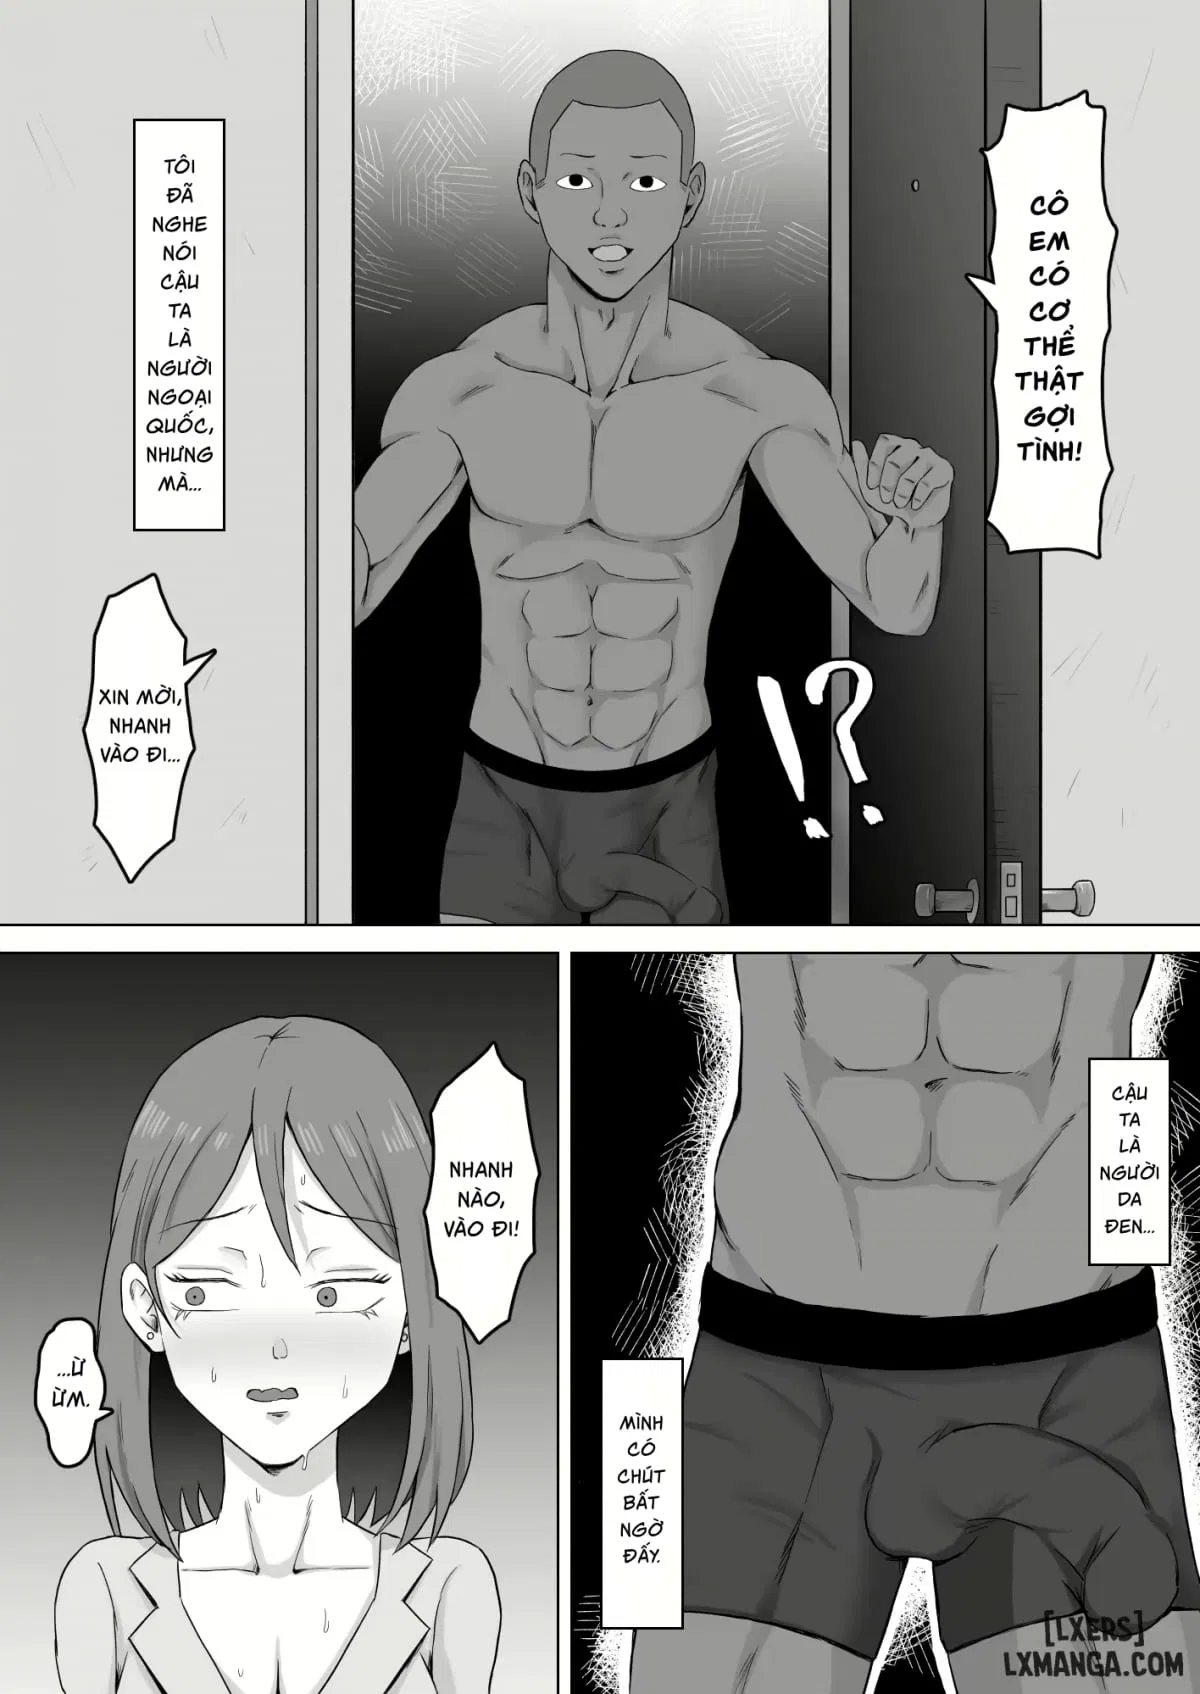 CÔ
EM
CÓ
CƠ
THỂ
THẬT
GỢI
TÌNH!
TÔI
ĐÃ
NGHE
NÓI
CẬU
TA
LÀ
NGƯỜI
NGOẠI
QUỐC,
NHƯNG
MÀ...
!?
XIN MỜI,
NHANH
VÀO ĐI...
CẬU
TA
LÀ
NGƯỜI
DA
ĐEN...
MÌNH
CÓ
CHÚT
BẤT
NGỜ
ĐẤY.
NHANH
NÀO,
VÀO ĐI!
...Ừ
ỪM.
[LXERS]
LXMANGA.COM